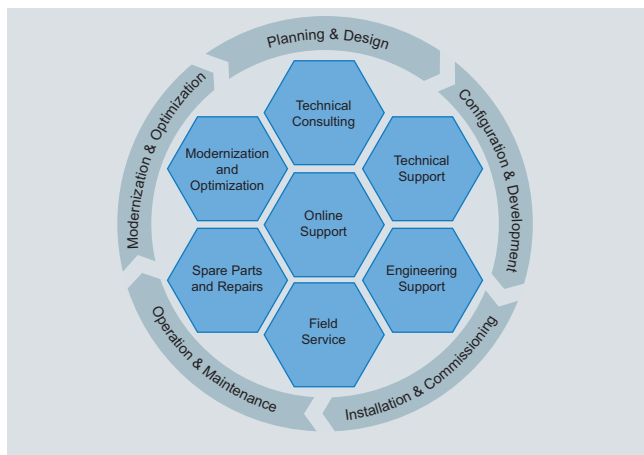 Planning & Design
Configuration & Development
Installation & Commissioning
Operation & Maintenance
Modernization & Optimization
Technical
Consulting
Modernization
and
Optimization
Technical
Support
Online
Support
Spare Parts
and Repairs
Engineering
Support
Field
Service